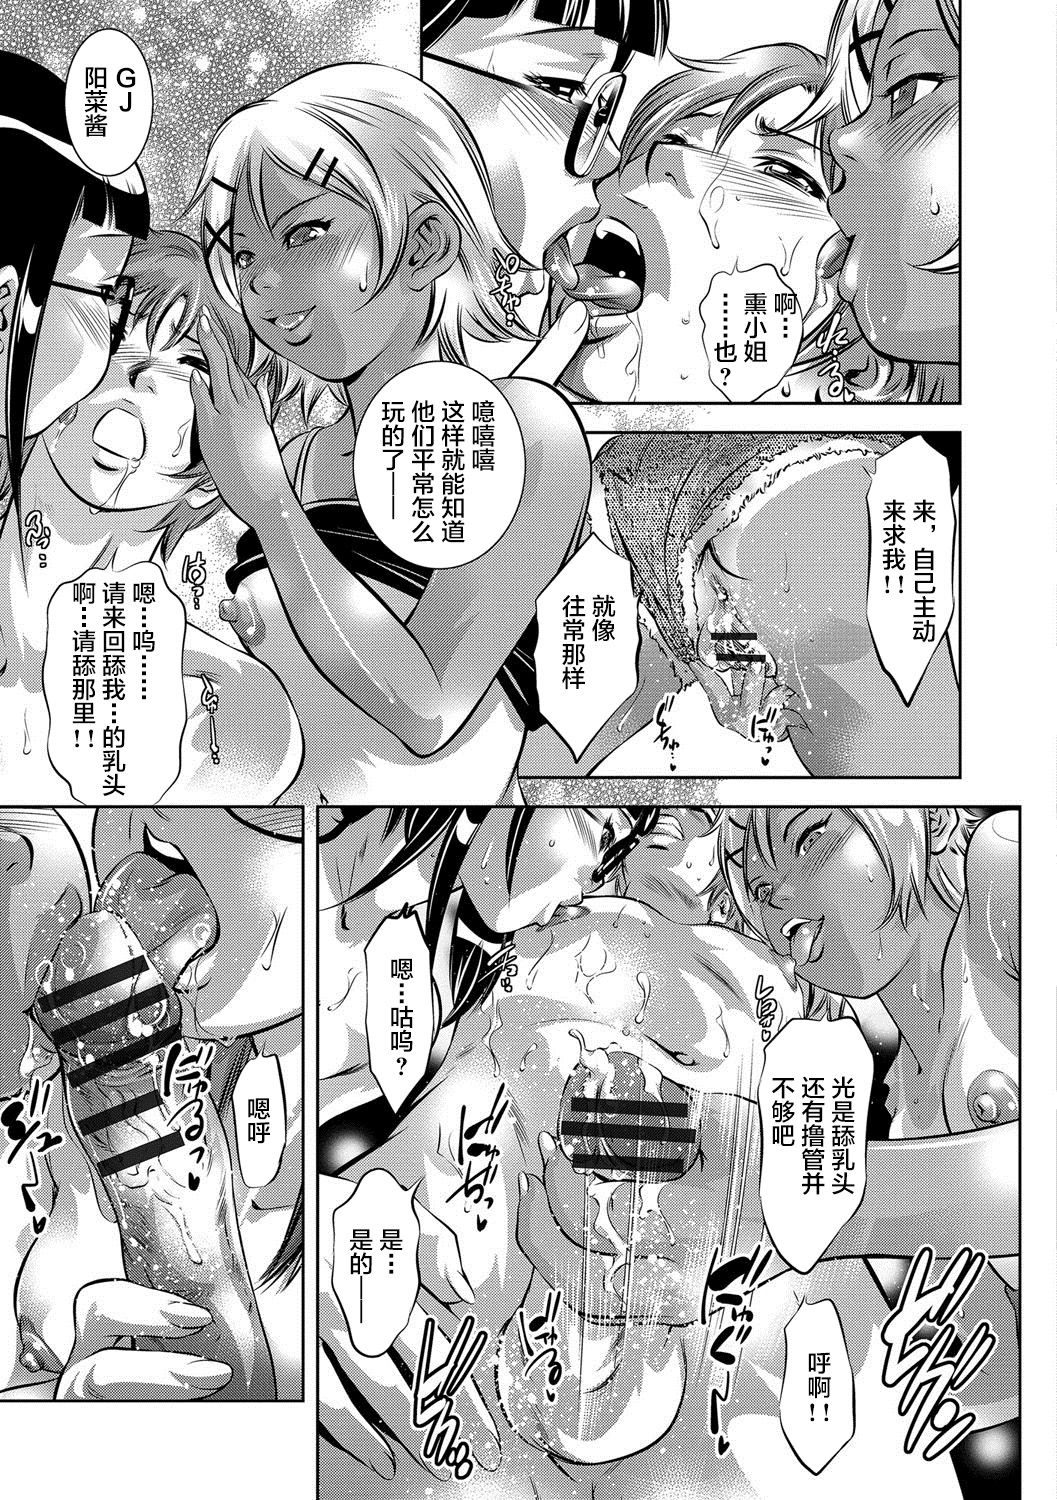 啊…
熏小姐
……也？
来，自己主动
来求我!!
就像
往常那样
噫嘻嘻
这样就能知道
他们平常怎么
玩的了——
GJ
阳菜酱
嗯…呜……
请来回舔我…的乳头
啊…请舔那里!!
光是舔乳头
还有撸管并
不够吧
呼啊!!
嗯…咕呜？
是…
是的——
嗯呼